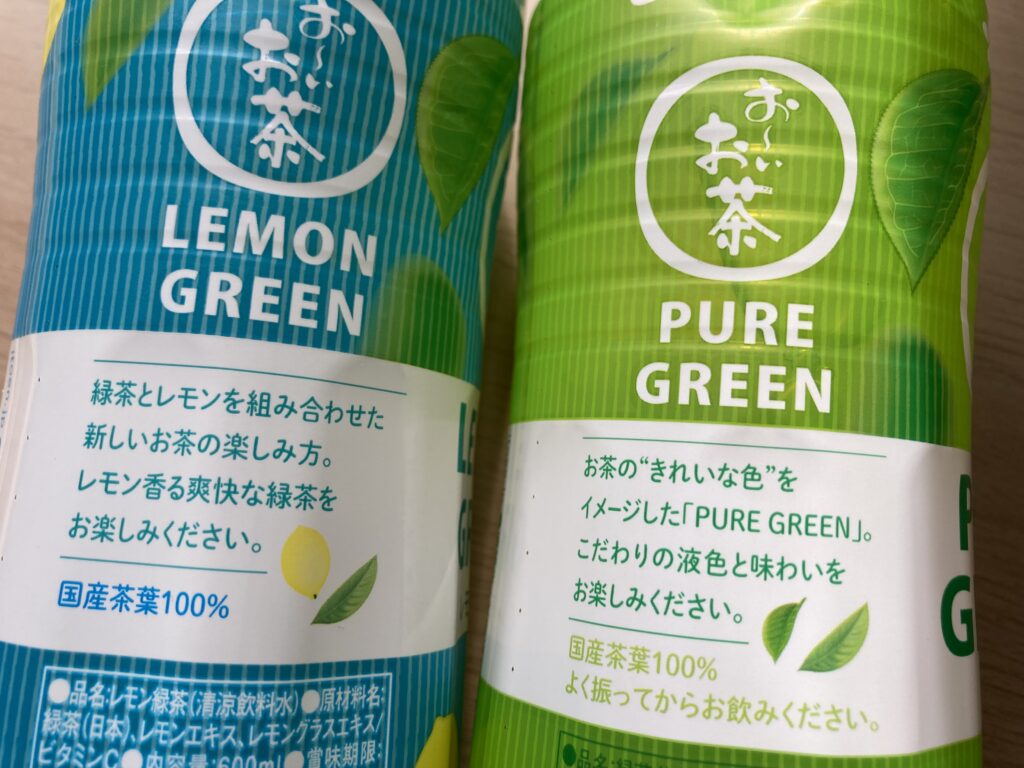 お〜い
お茶
LEMON
GREEN
緑茶とレモンを組み合わせた
新しいお茶の楽しみ方。
レモン香る爽快な緑茶を
お楽しみください。
国産茶葉100%
●品名:レモン緑茶(清涼飲料水)●原材料名:
緑茶(日本)、レモンエキス、レモングラスエキス/
ビタミンC●内容量:600ml●賞味期限:
お〜い
お茶
PURE
GREEN
お茶の“きれいな色”を
イメージした「PURE GREEN」。
こだわりの液色と味わいを
お楽しみください。
国産茶葉100%
よく振ってからお飲みください。